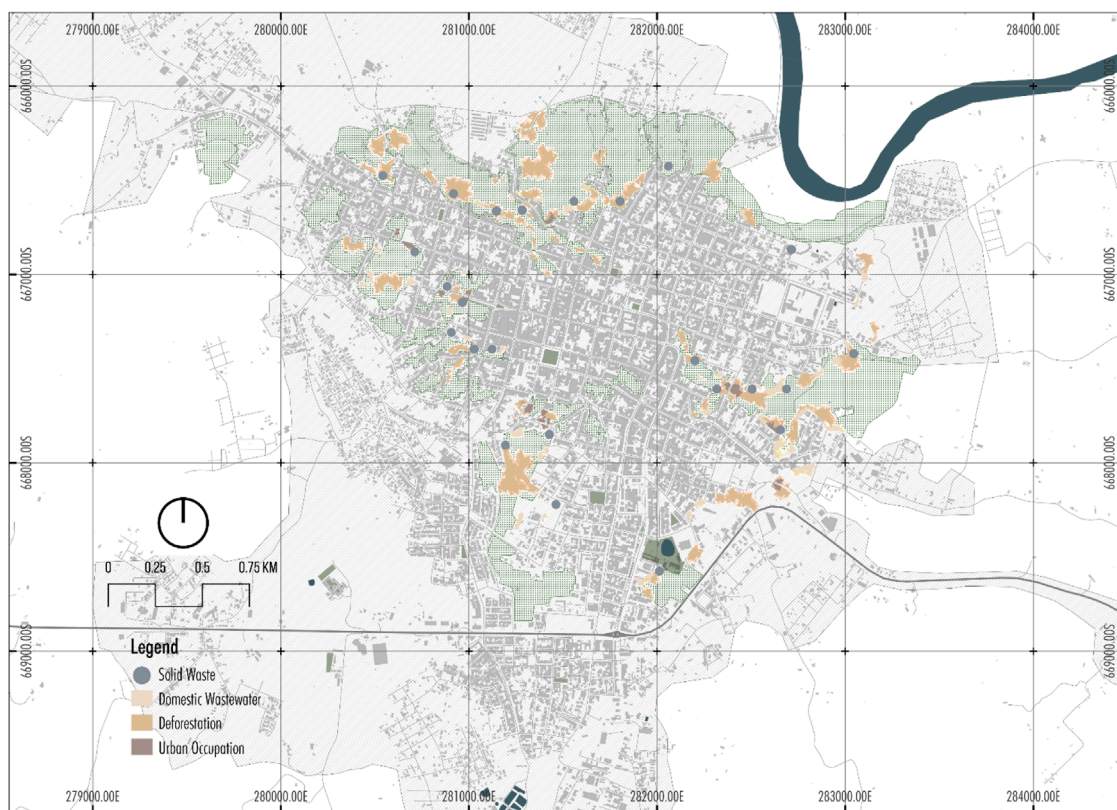 279000.00E 280000.00E 281000.00E 282000.00E 283000.00E 284000.00E
666000.00S 666000.00S
667000.00S 667000.00S
668000.00S 668000.00S
0 0.25 0.5 0.75 KM
669000.00S 669000.00S
Legend
Solid Waste
Domestic Wastewater
Deforestation
Urban Occupation
279000.00E 280000.00E 281000.00E 282000.00E 283000.00E 284000.00E